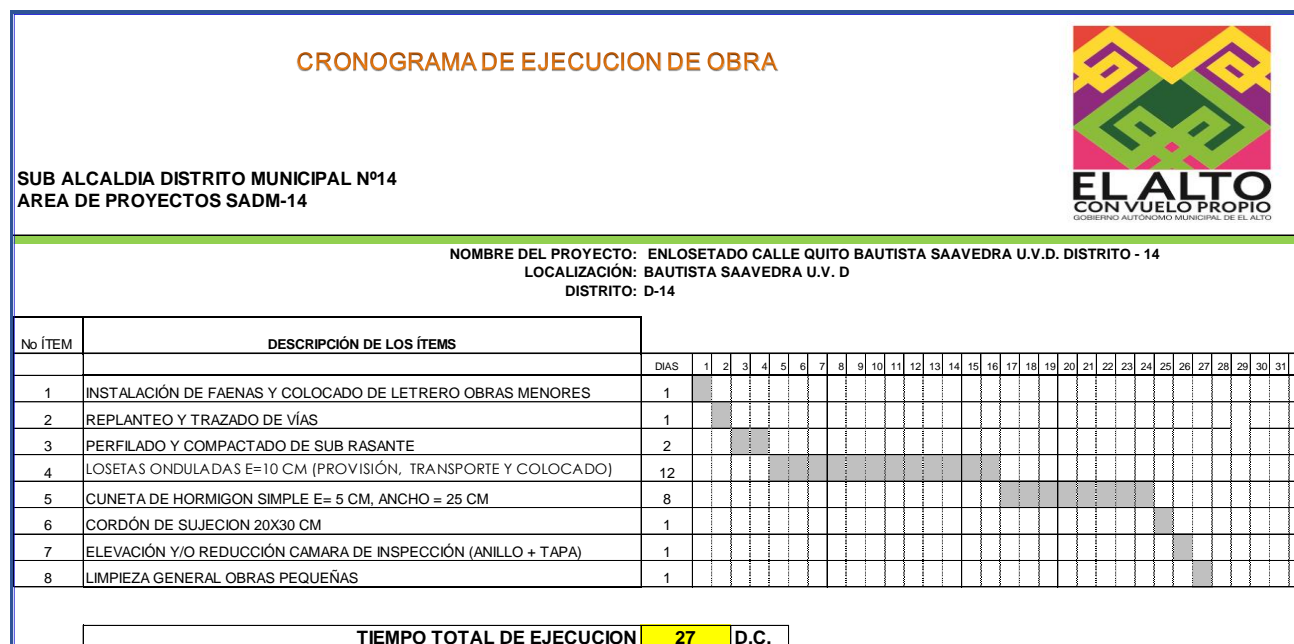 CRONOGRAMA DE EJECUCION DE OBRA
EL ALTO
CON VUELO PROPIO
GOBIERNO AUTÓNOMO MUNICIPAL DE EL ALTO
SUB ALCALDIA DISTRITO MUNICIPAL Nº14
AREA DE PROYECTOS SADM-14
NOMBRE DEL PROYECTO: ENLOSETADO CALLE QUITO BAUTISTA SAAVEDRA U.V.D. DISTRITO - 14
LOCALIZACIÓN: BAUTISTA SAAVEDRA U.V. D
DISTRITO: D-14
No ÍTEM DESCRIPCIÓN DE LOS ÍTEMS
DIAS 1 2 3 4 5 6 7 8 9 10 11 12 13 14 15 16 17 18 19 20 21 22 23 24 25 26 27 28 29 30 31
1 INSTALACIÓN DE FAENAS Y COLOCADO DE LETRERO OBRAS MENORES 1
2 REPLANTEO Y TRAZADO DE VÍAS 1
3 PERFILADO Y COMPACTADO DE SUB RASANTE 2
4 LOSETAS ONDULADAS E=10 CM (PROVISIÓN, TRANSPORTE Y COLOCADO) 12
5 CUNETA DE HORMIGON SIMPLE E= 5 CM, ANCHO = 25 CM 8
6 CORDÓN DE SUJECION 20X30 CM 1
7 ELEVACIÓN Y/O REDUCCIÓN CAMARA DE INSPECCIÓN (ANILLO + TAPA) 1
8 LIMPIEZA GENERAL OBRAS PEQUEÑAS 1
TIEMPO TOTAL DE EJECUCION 27 D.C.